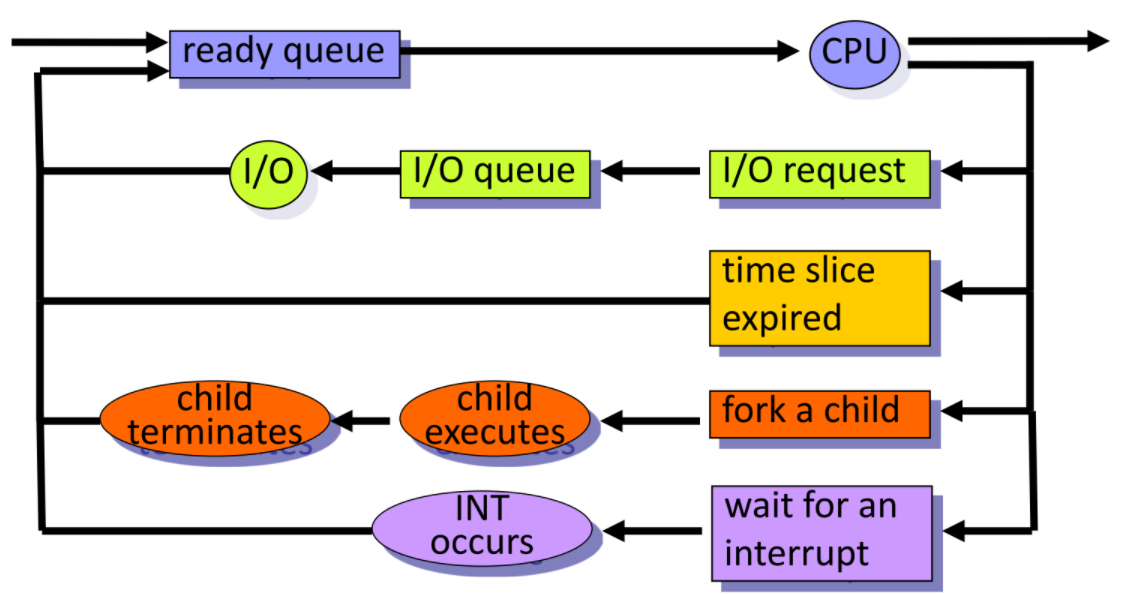 ready queue
CPU
I/O
I/O queue
I/O request
time slice
expired
child
terminates
child
executes
fork a child
INT
occurs
wait for an
interrupt